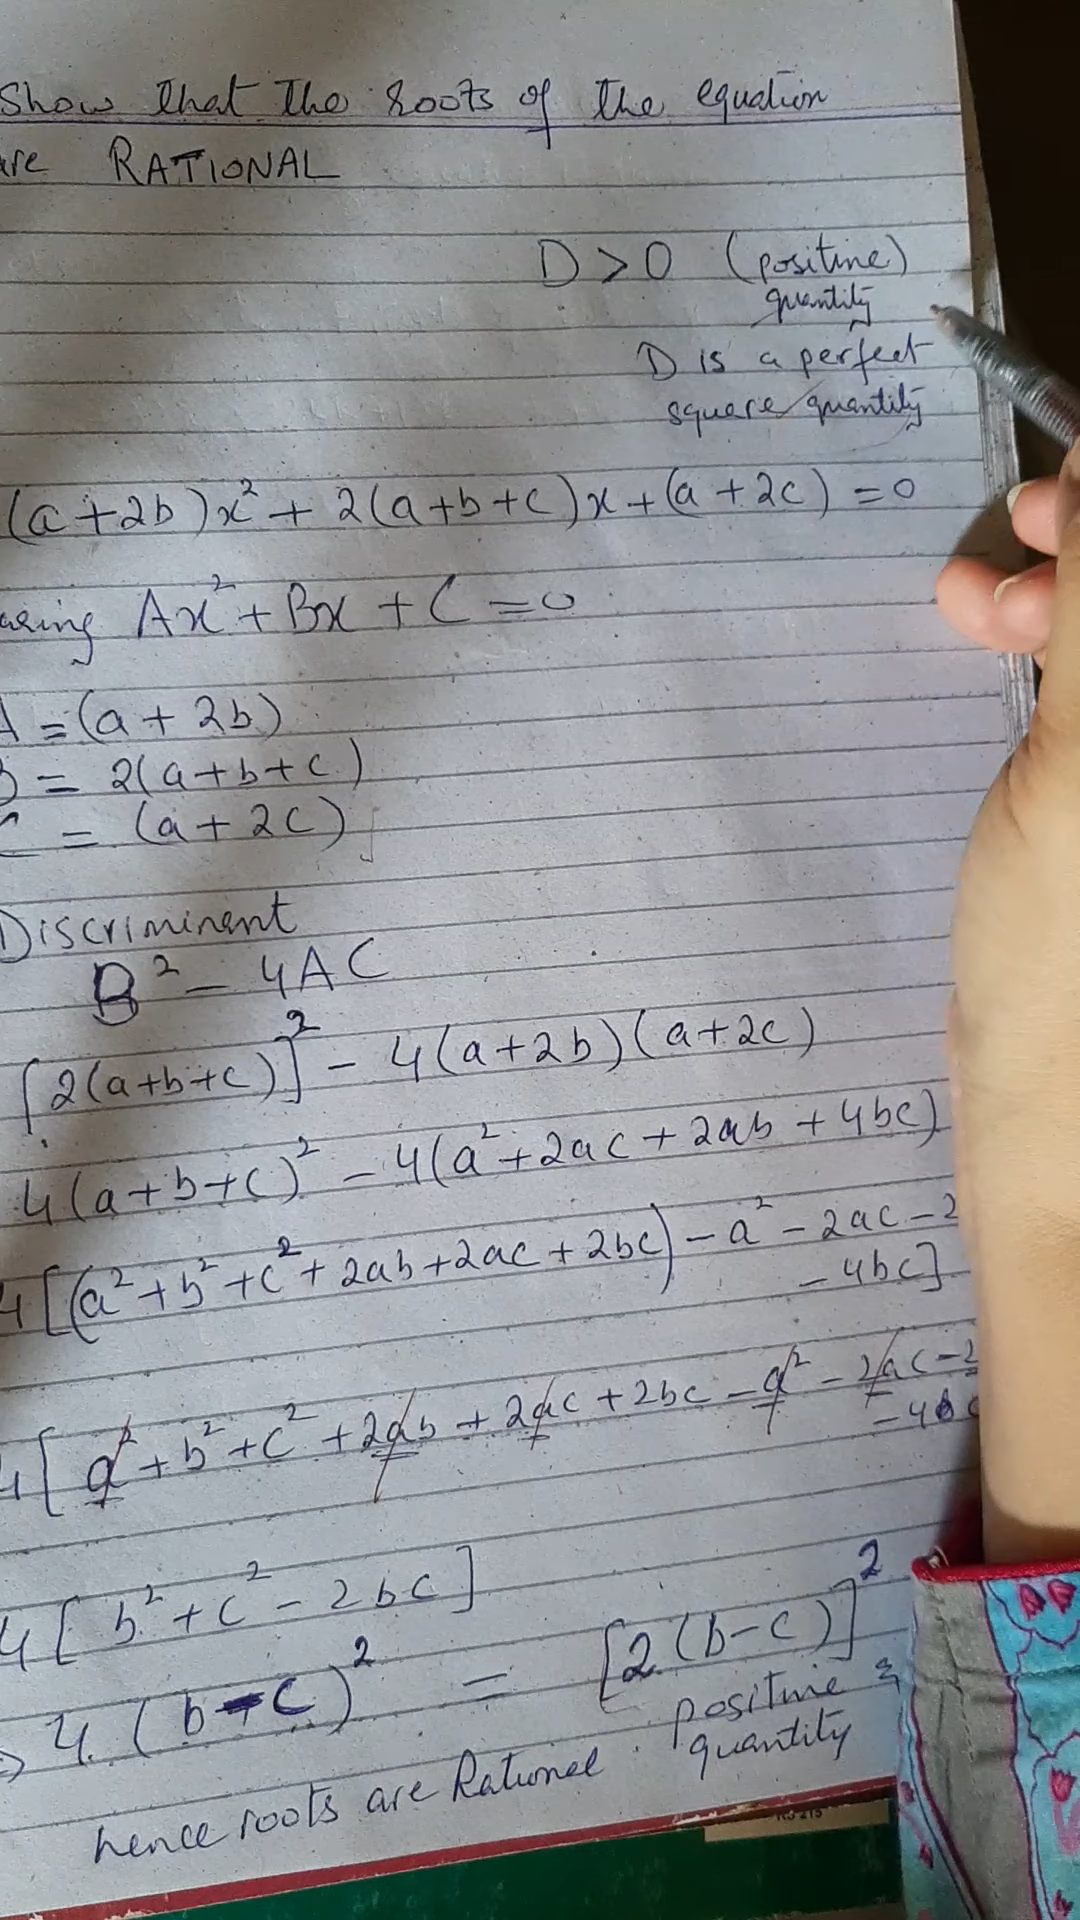 Show that the roots of the equation
are RATIONAL
D > 0 (positive)
quantity
D is a perfect
square quantity
(a + 2b)x² + 2(a+b+c)x + (a + 2c) = 0
Ax² + Bx + C = 0
A = (a + 2b)
B = 2(a+b+c)
C = (a + 2c)
Discriminent
B² - 4AC
[2(a+b+c)]² - 4(a+2b)(a+2c)
4(a+b+c)² - 4(a²+2ac + 2ab + 4bc)
4[(a²+b²+c²+2ab+2ac+2bc) - a² - 2ac - 2
- 4bc]
4[a²+b²+c²+2ab+2ac+2bc - a² - 2ac - 2
- 4bc
4[b²+c² - 2bc]
=> 4(b-c)² = [2(b-c)]²
positive &
hence roots are Rational. quantity